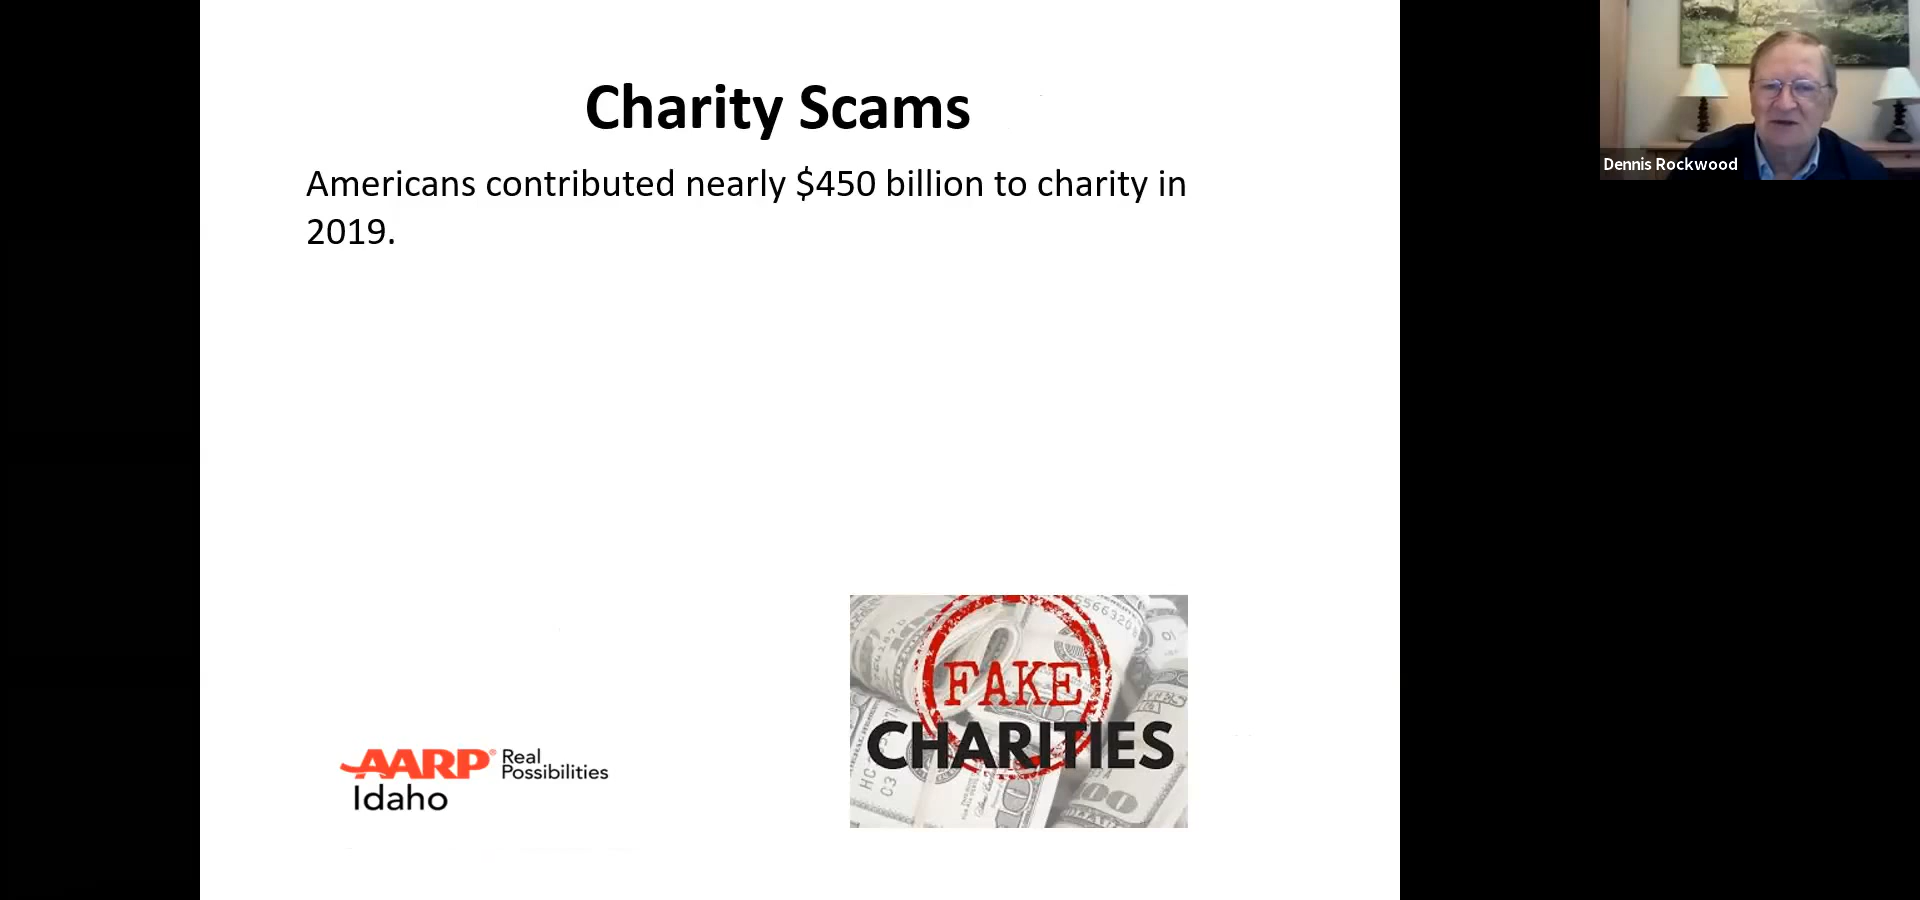 Charity Scams
Americans contributed nearly $450 billion to charity in
2019.
Dennis Rockwood
FAKE
CHARITIES
AARP® Real
Possibilities
Idaho